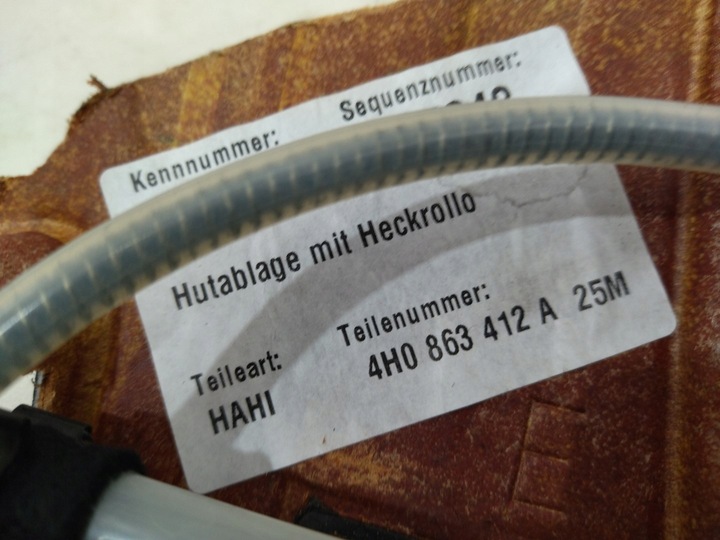 Kennnummer: Sequenznummer:
Hutablage mit Heckrollo
Teileart: Teilenummer:
HAHI 4H0 863 412 A 25M